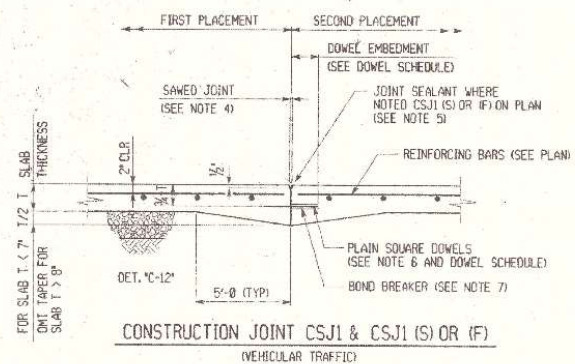 FIRST PLACEMENT
SECOND PLACEMENT
DOWEL EMBEDMENT
(SEE DOWEL SCHEDULE)
SAWED JOINT
(SEE NOTE 4)
JOINT SEALANT WHERE
NOTED CSJ1 (S) OR (F) ON PLAN
(SEE NOTE 5)
REINFORCING BARS (SEE PLAN)
SLAB
THICKNESS
2" CLR
3/4 T
1/2"
T
T/2
FOR SLAB T. < 7"
OMIT TAPER FOR
SLAB T > 8"
DET. "C-12"
5'-0 (TYP)
PLAIN SQUARE DOWELS
(SEE NOTE 6 AND DOWEL SCHEDULE)
BOND BREAKER (SEE NOTE 7)
CONSTRUCTION JOINT CSJ1 & CSJ1 (S) OR (F)
(VEHICULAR TRAFFIC)